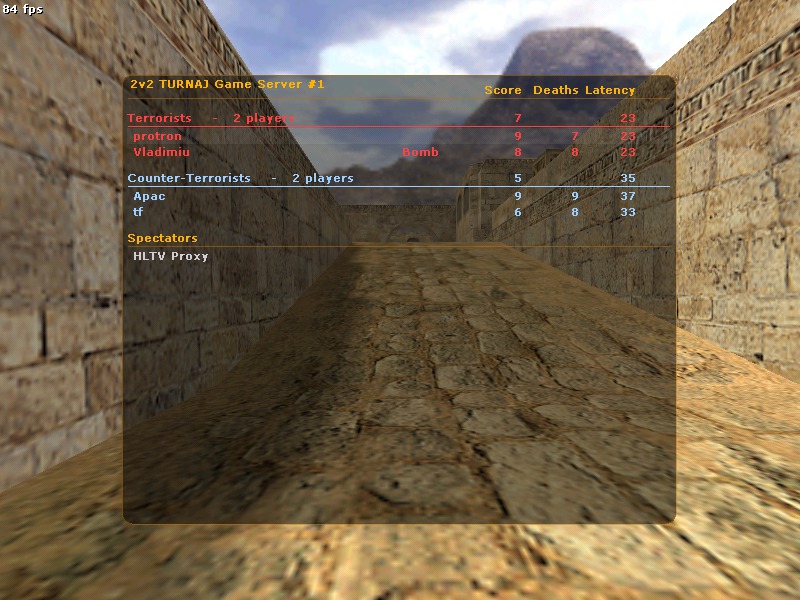 84 fps
2v2 TURNAJ Game Server #1 Score Deaths Latency
Terrorists - 2 players 7 23
protron 9 7 23
Vladimiu Bomb 8 8 23
Counter-Terrorists - 2 players 5 35
Apac 9 9 37
tf 6 8 33
Spectators
HLTV Proxy